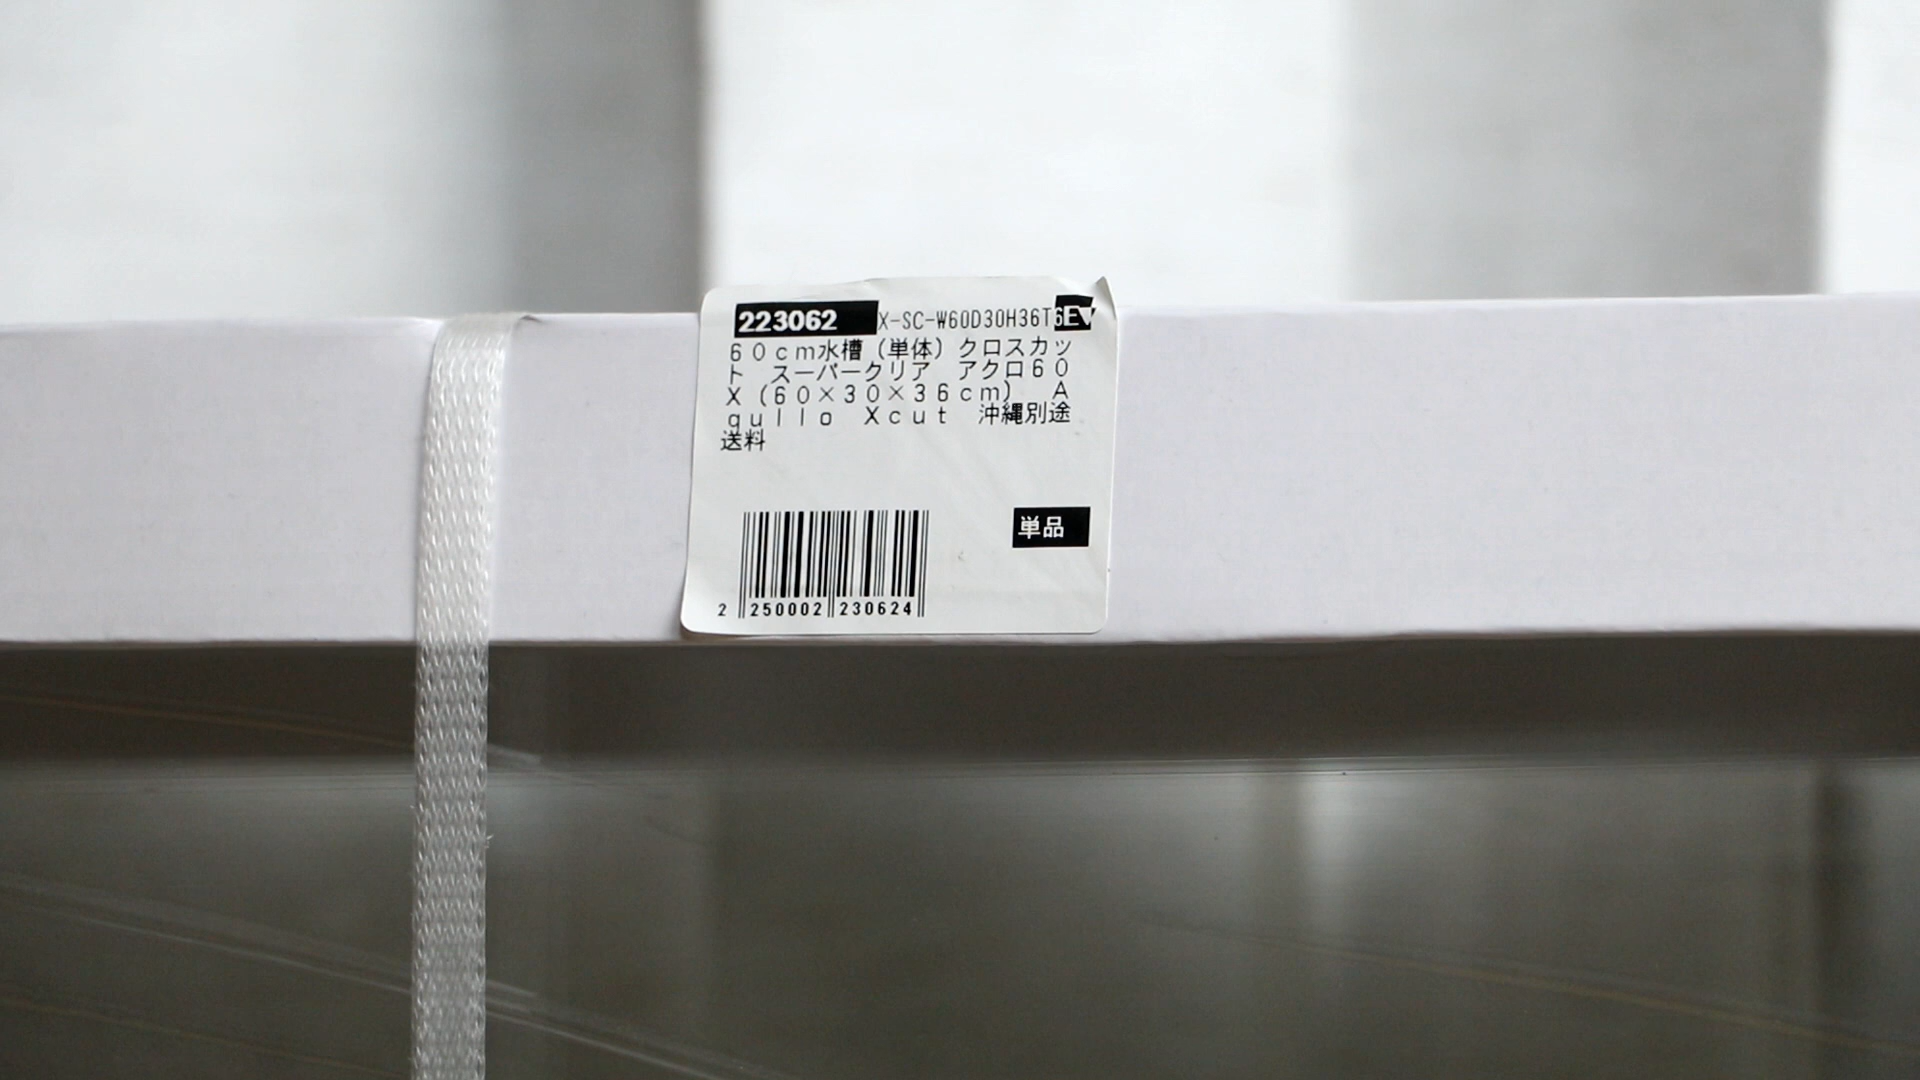 223062 X-SC-W60D30H36T6EV
60cm水槽(単体)クロスカッ
ト スーパークリア アクロ60
X(60×30×36cm) A
qullo Xcut 沖縄別途
送料
単品
2 250002 230624